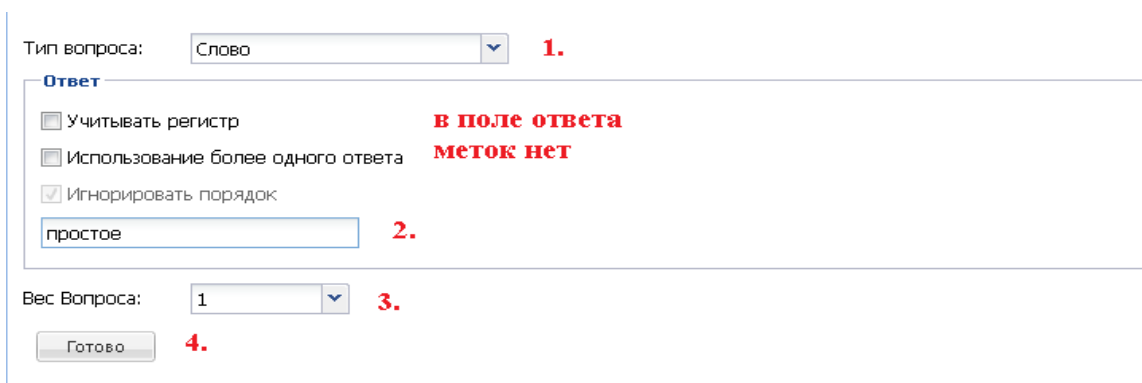 Тип вопроса: Слово 1.
Ответ
Учитывать регистр в поле ответа
Использование более одного ответа меток нет
Игнорировать порядок
простое 2.
Вес Вопроса: 1 3.
Готово 4.